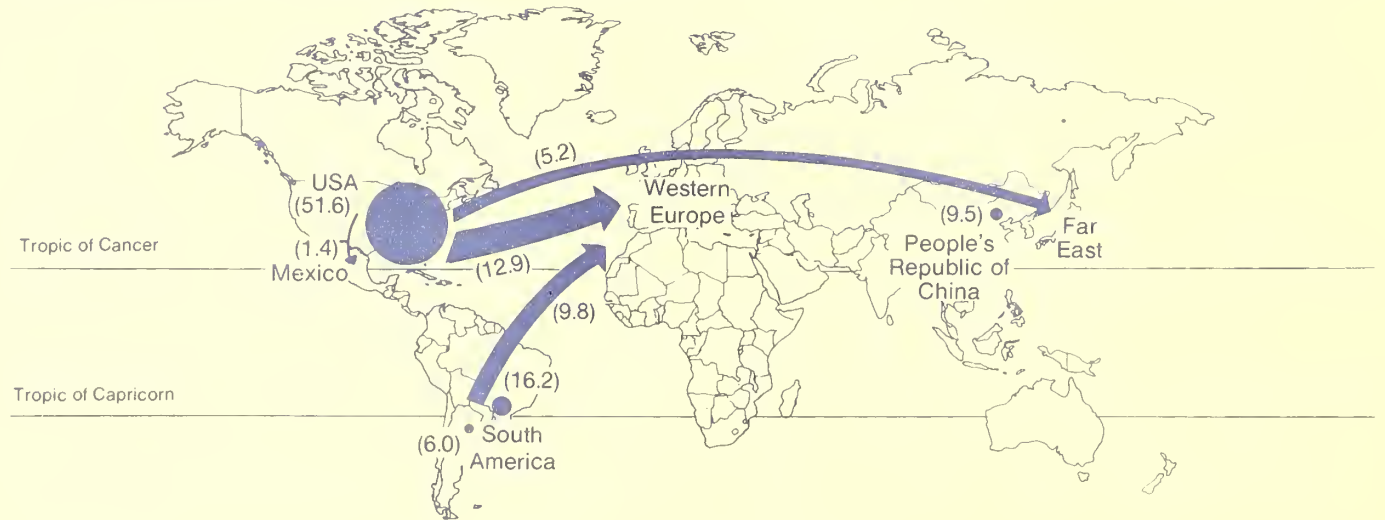 (5.2)
USA
(51.6)
Western
Europe
(9.5)
Far
East
Tropic of Cancer
(1.4)
Mexico
(12.9)
People's
Republic of
China
(9.8)
Tropic of Capricorn
(16.2)
(6.0)
South
America